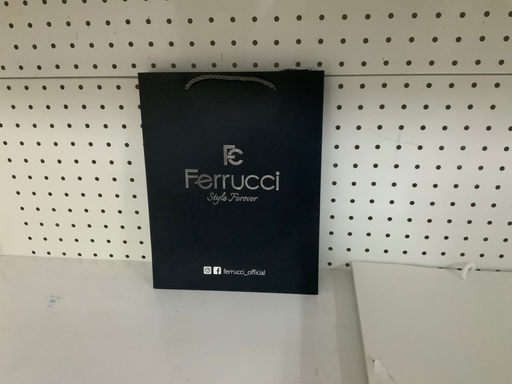 FC
Ferrucci
Style Forever
ferrucci_official